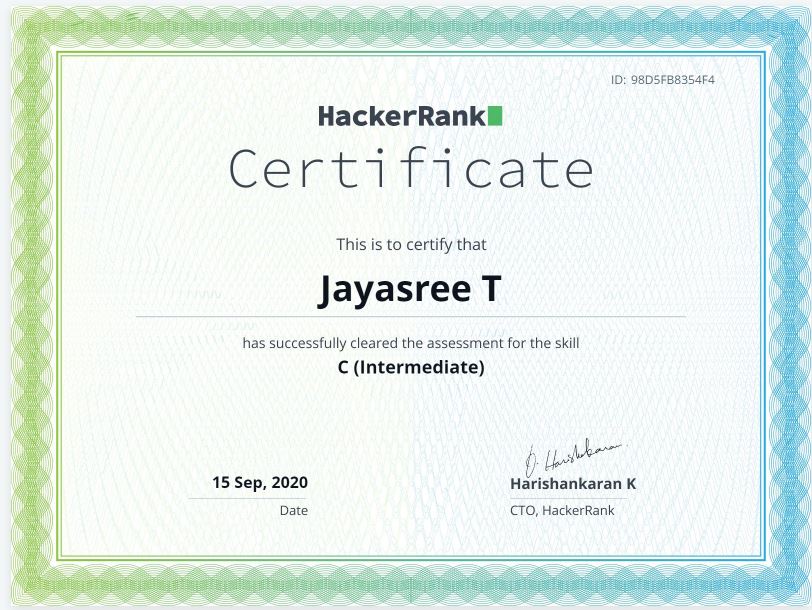 ID: 98D5FB8354F4
HackerRank
Certificate
This is to certify that
Jayasree T
has successfully cleared the assessment for the skill
C (Intermediate)
15 Sep, 2020
Date
D. Harishankaran
Harishankaran K
CTO, HackerRank